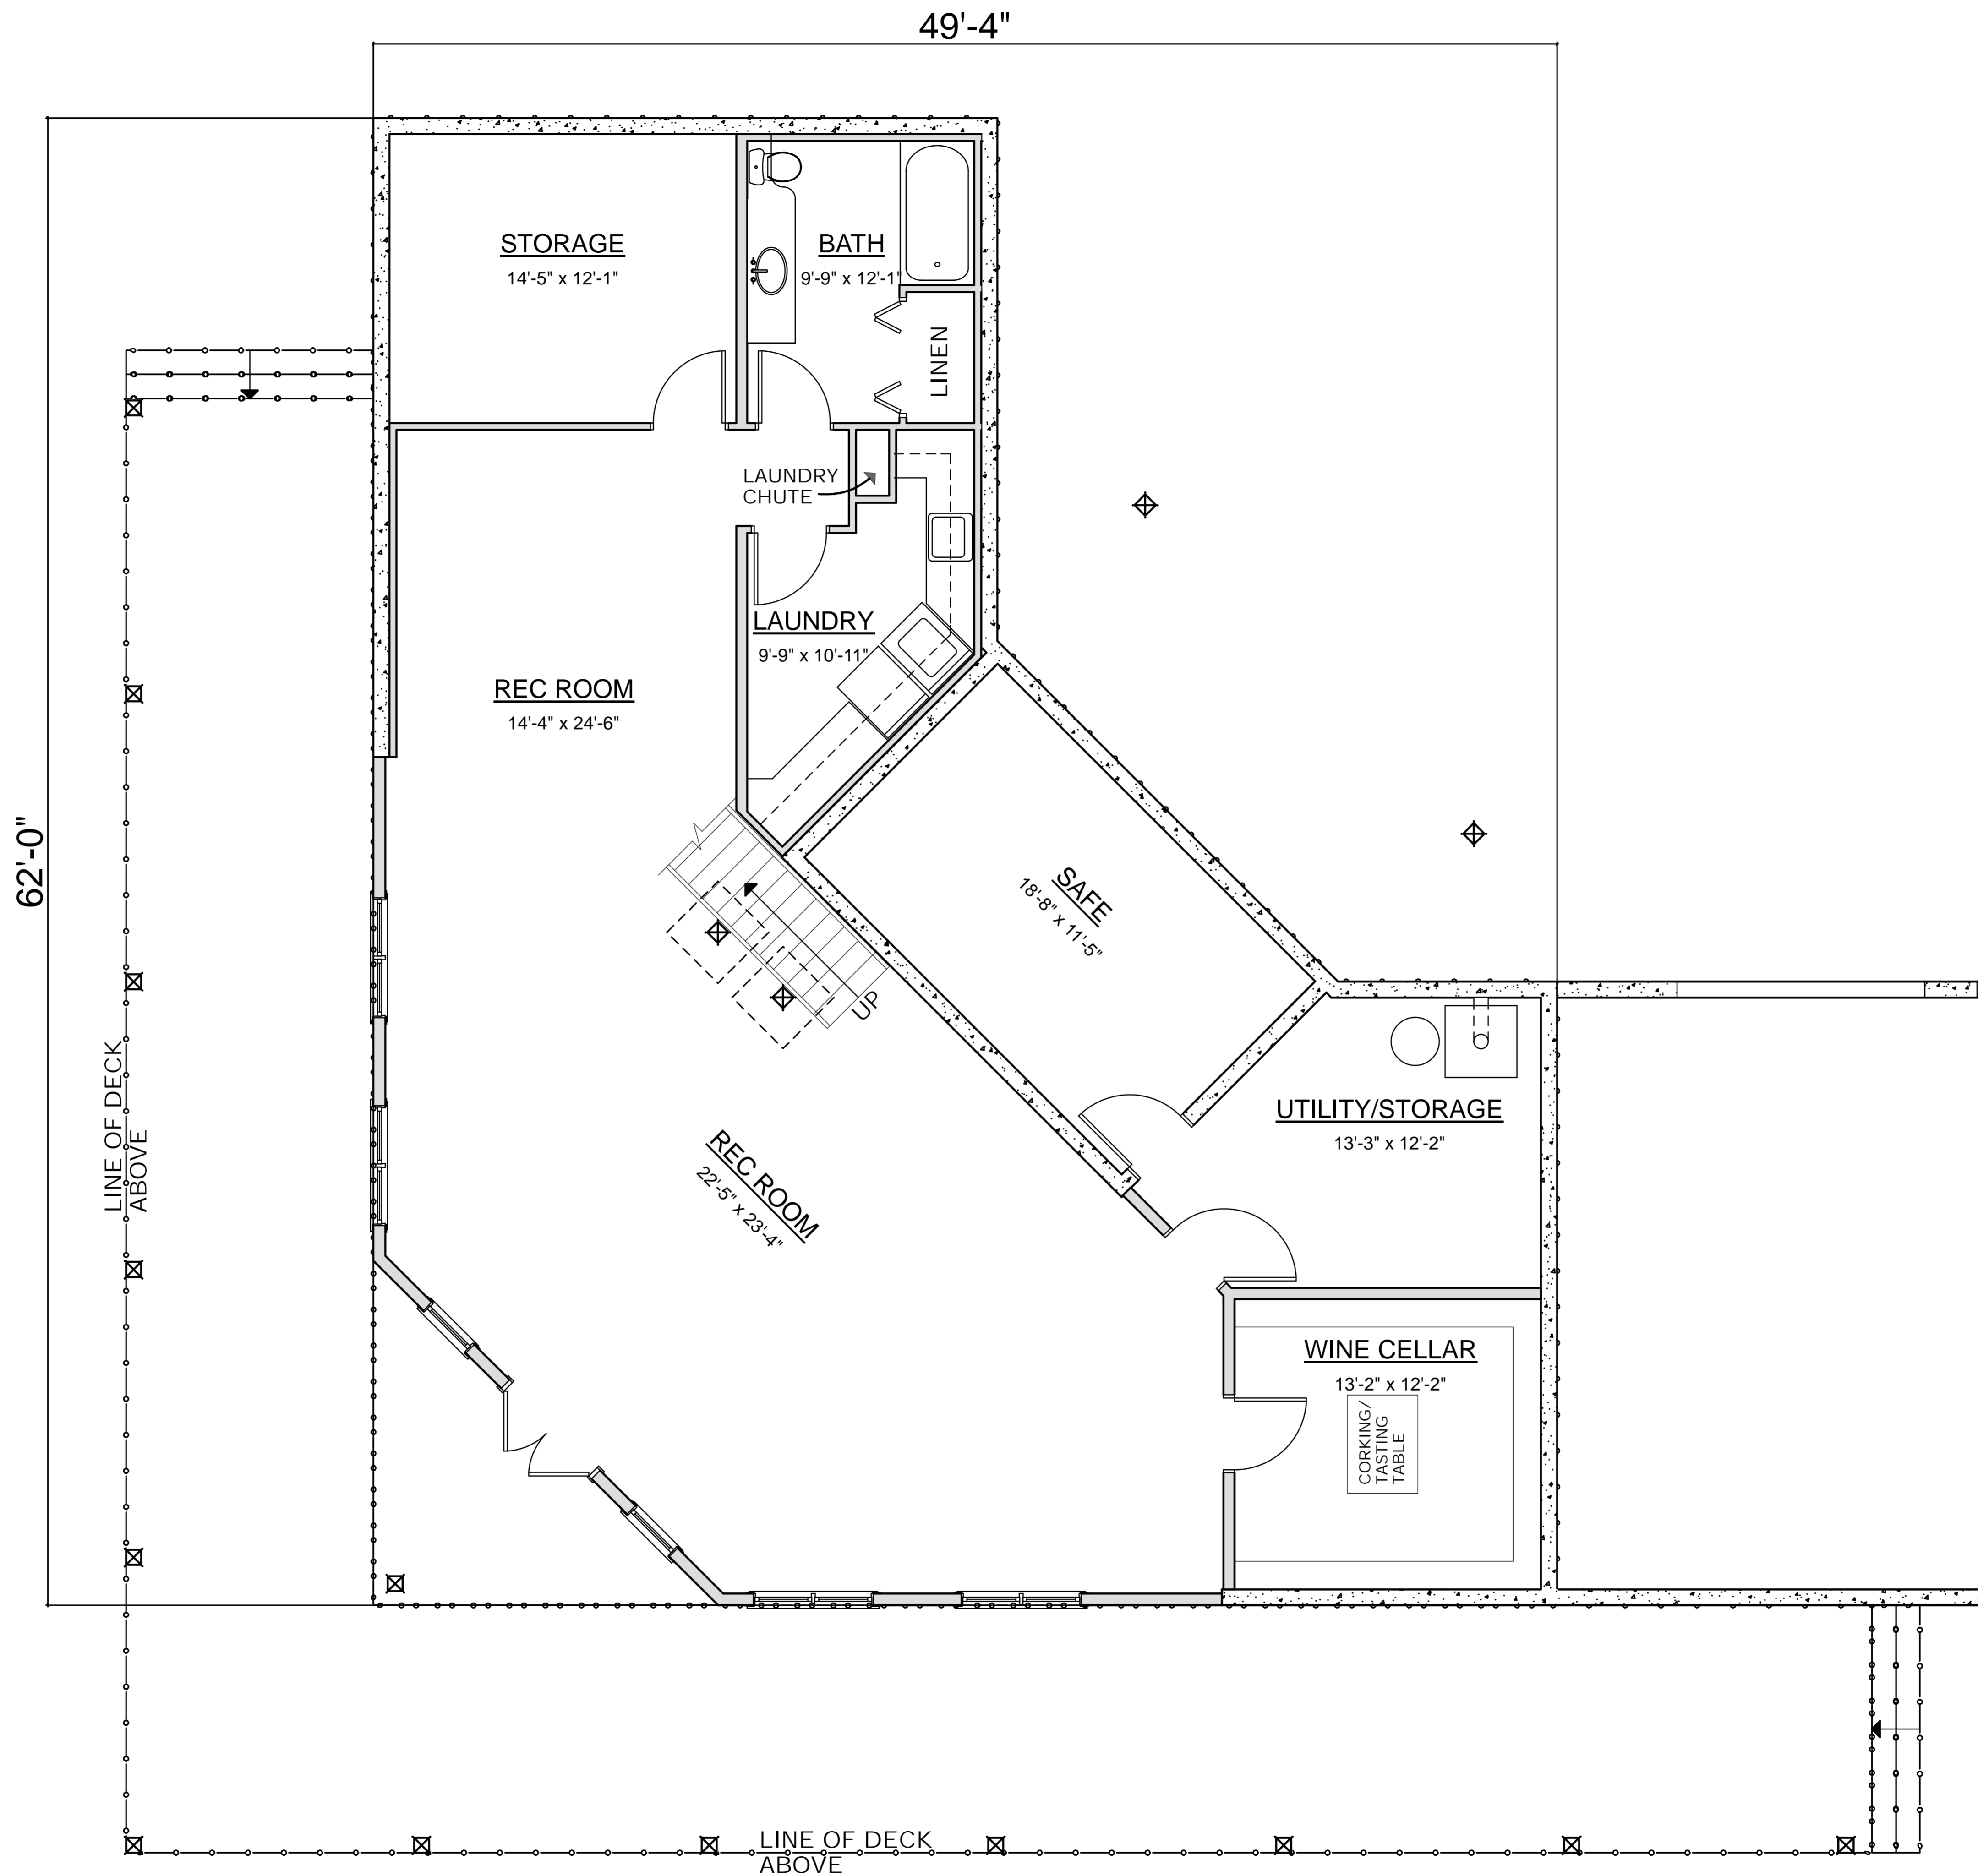 49'-4"
62'-0"
STORAGE
14'-5" x 12'-1"
BATH
9'-9" x 12'-1"
LINEN
LAUNDRY
CHUTE
LAUNDRY
9'-9" x 10'-11"
REC ROOM
14'-4" x 24'-6"
SAFE
18'-8" x 11'-5"
UP
LINE OF DECK
ABOVE
UTILITY/STORAGE
13'-3" x 12'-2"
REC ROOM
22'-5" x 23'-4"
WINE CELLAR
13'-2" x 12'-2"
CORKING/
TASTING
TABLE
LINE OF DECK
ABOVE